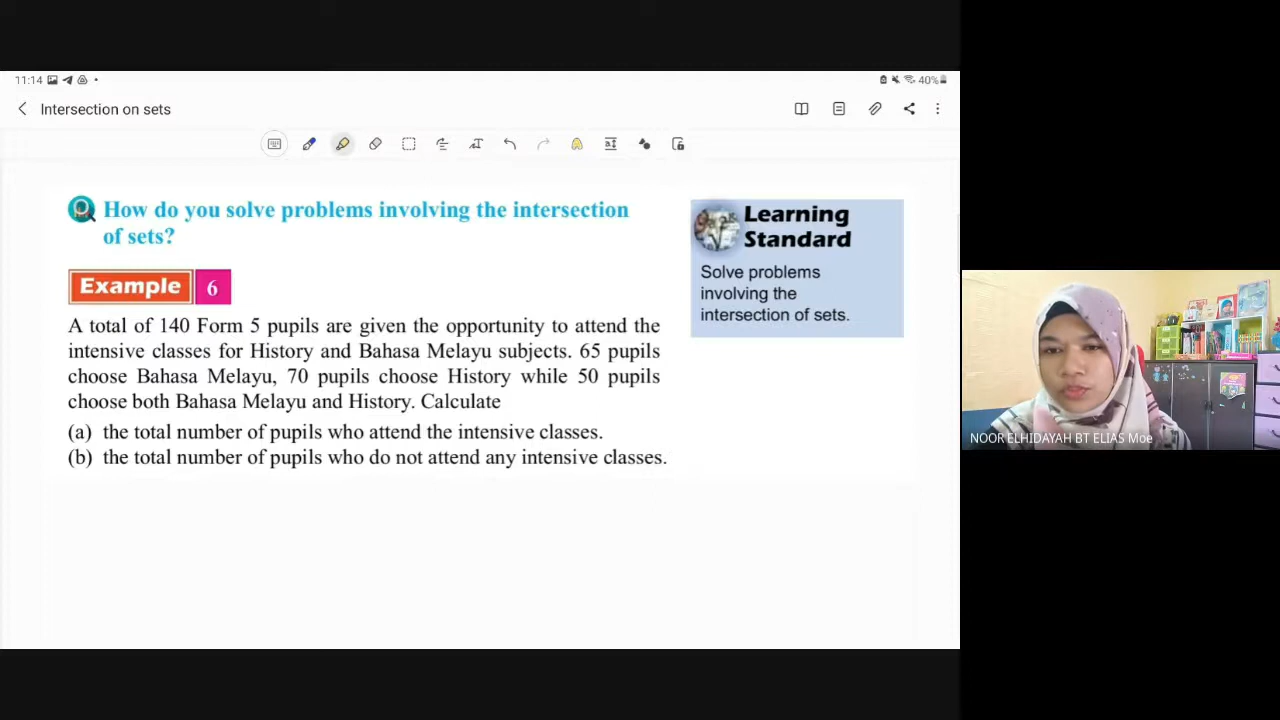 11:14
40%
Intersection on sets
How do you solve problems involving the intersection
of sets?
Learning
Standard
Solve problems
involving the
intersection of sets.
Example 6
A total of 140 Form 5 pupils are given the opportunity to attend the
intensive classes for History and Bahasa Melayu subjects. 65 pupils
choose Bahasa Melayu, 70 pupils choose History while 50 pupils
choose both Bahasa Melayu and History. Calculate
(a) the total number of pupils who attend the intensive classes.
(b) the total number of pupils who do not attend any intensive classes.
NOOR ELHIDAYAH BT ELIAS Moe